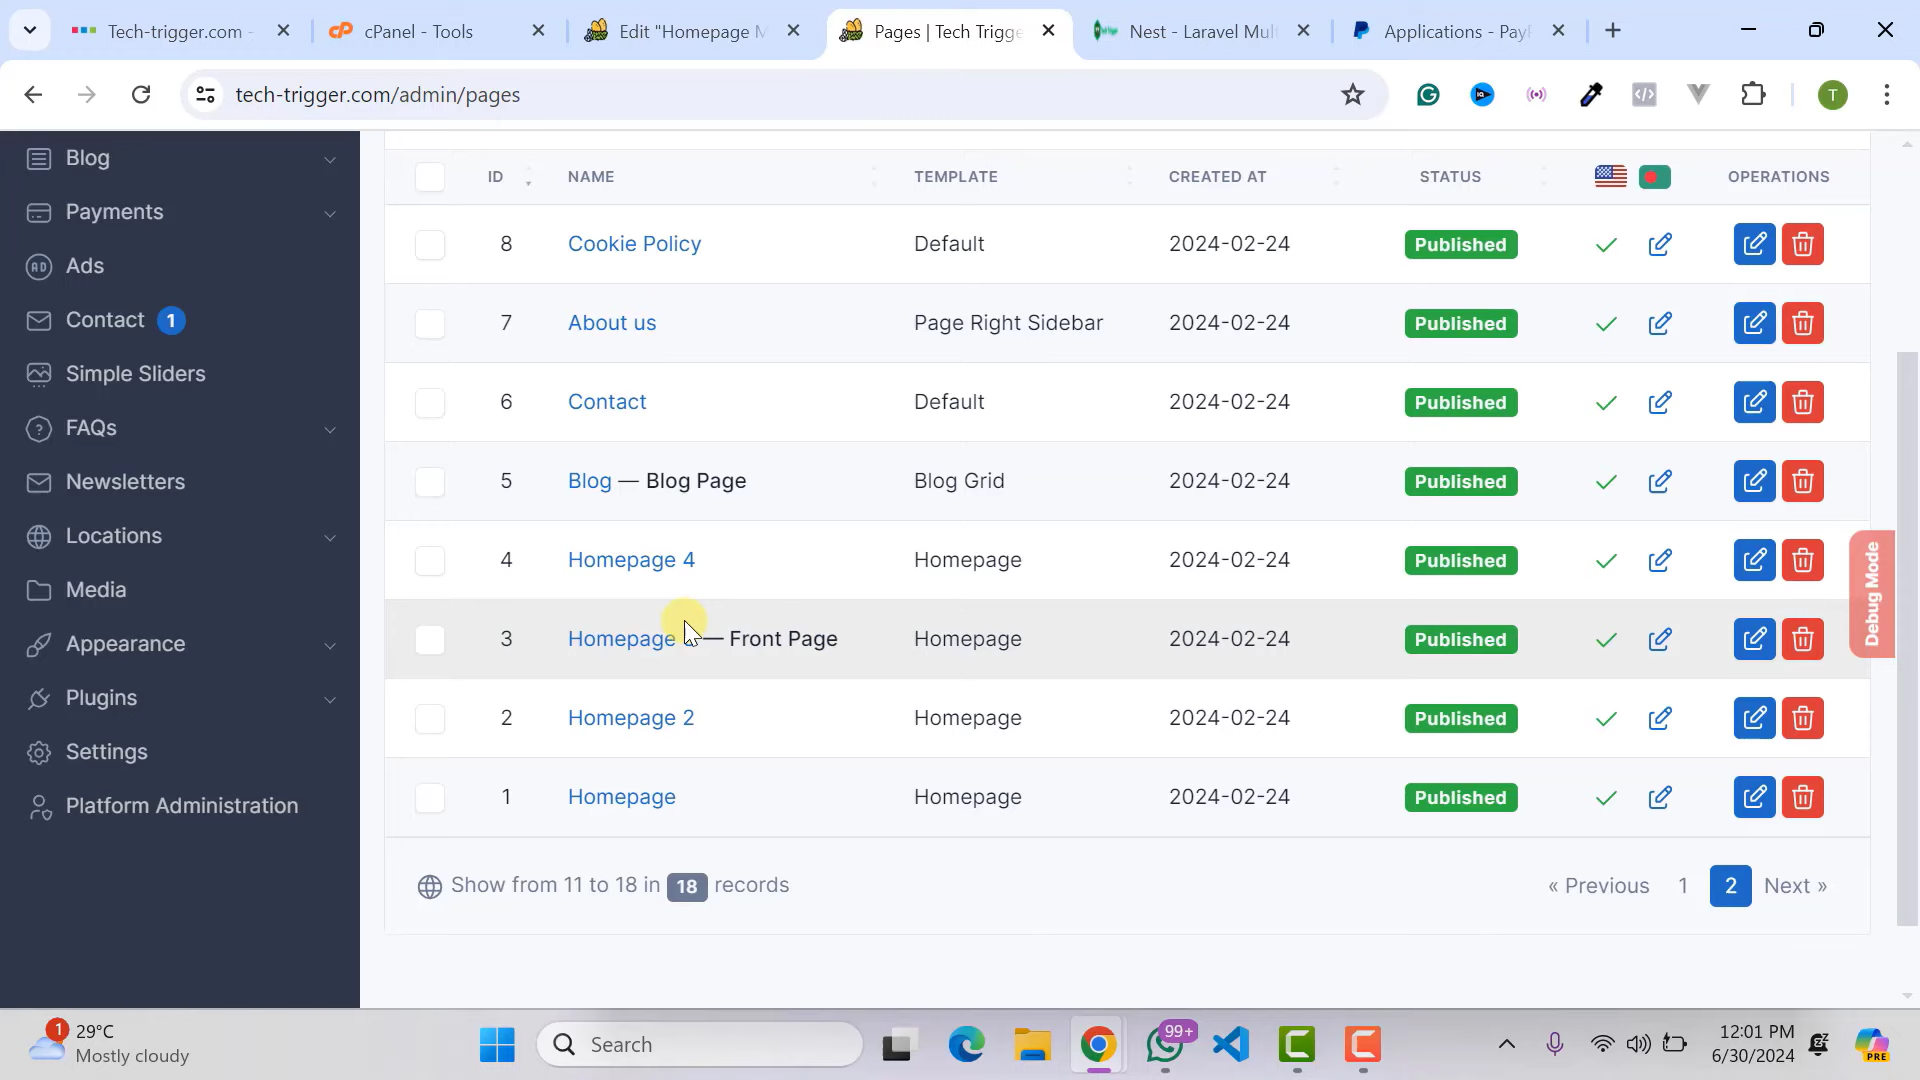 Tech-trigger.com -
cPanel - Tools
Edit "Homepage M
Pages | Tech Trigge
Nest - Laravel Mul
Applications - PayP
tech-trigger.com/admin/pages
T
Blog
Payments
AD Ads
Contact 1
Simple Sliders
FAQs
Newsletters
Locations
Media
Appearance
Plugins
Settings
Platform Administration
ID NAME TEMPLATE CREATED AT STATUS OPERATIONS
8 Cookie Policy Default 2024-02-24 Published
7 About us Page Right Sidebar 2024-02-24 Published
6 Contact Default 2024-02-24 Published
5 Blog — Blog Page Blog Grid 2024-02-24 Published
4 Homepage 4 Homepage 2024-02-24 Published
3 Homepage — Front Page Homepage 2024-02-24 Published
2 Homepage 2 Homepage 2024-02-24 Published
1 Homepage Homepage 2024-02-24 Published
Debug Mode
Show from 11 to 18 in 18 records
« Previous 1 2 Next »
1 29°C
Mostly cloudy
Search
99+
12:01 PM
6/30/2024
PRE